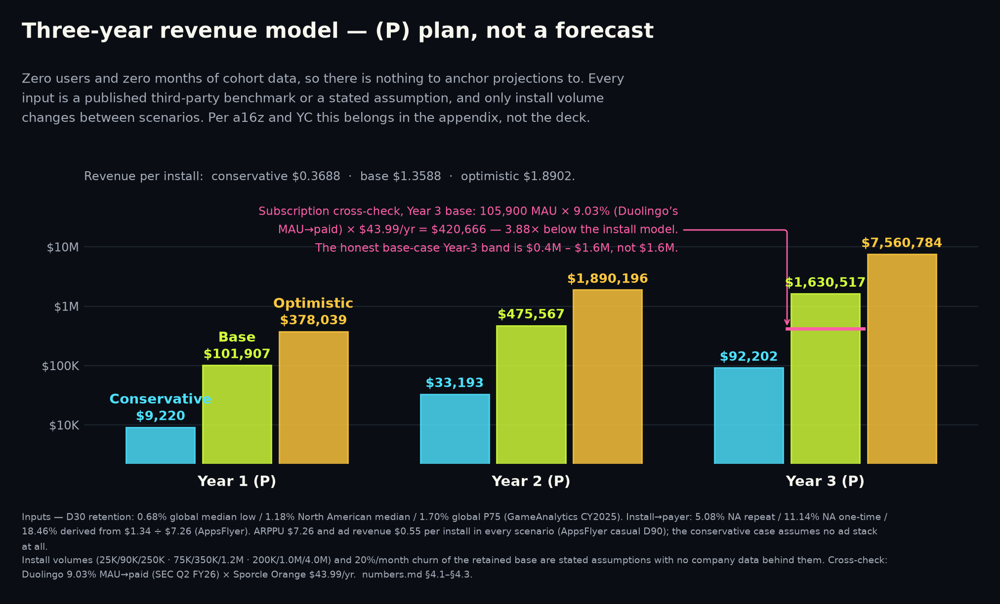 Three-year revenue model — (P) plan, not a forecast
Zero users and zero months of cohort data, so there is nothing to anchor projections to. Every
input is a published third-party benchmark or a stated assumption, and only install volume
changes between scenarios. Per a16z and YC this belongs in the appendix, not the deck.
Revenue per install:  conservative $0.3688  ·  base $1.3588  ·  optimistic $1.8902.
Subscription cross-check, Year 3 base: 105,900 MAU × 9.03% (Duolingo’s
MAU→paid) × $43.99/yr = $420,666 — 3.88× below the install model.
The honest base-case Year-3 band is $0.4M – $1.6M, not $1.6M.
$10M
$1M
$100K
$10K
Conservative
$9,220
Base
$101,907
Optimistic
$378,039
$33,193
$475,567
$1,890,196
$92,202
$1,630,517
$7,560,784
Year 1 (P)
Year 2 (P)
Year 3 (P)
Inputs — D30 retention: 0.68% global median low / 1.18% North American median / 1.70% global P75 (GameAnalytics CY2025). Install→payer: 5.08% NA repeat / 11.14% NA one-time /
18.46% derived from $1.34 ÷ $7.26 (AppsFlyer). ARPPU $7.26 and ad revenue $0.55 per install in every scenario (AppsFlyer casual D90); the conservative case assumes no ad stack
at all.
Install volumes (25K/90K/250K · 75K/350K/1.2M · 200K/1.0M/4.0M) and 20%/month churn of the retained base are stated assumptions with no company data behind them. Cross-check:
Duolingo 9.03% MAU→paid (SEC Q2 FY26) × Sporcle Orange $43.99/yr.  numbers.md §4.1–§4.3.